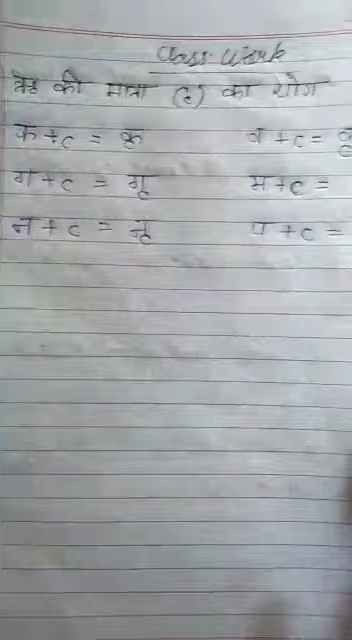 Class Work
ऋ की मात्रा (ृ) का योग
क + ृ = कृ व + ृ = वृ
ग + ृ = गृ म + ृ =
न + ृ = नृ प + ृ =